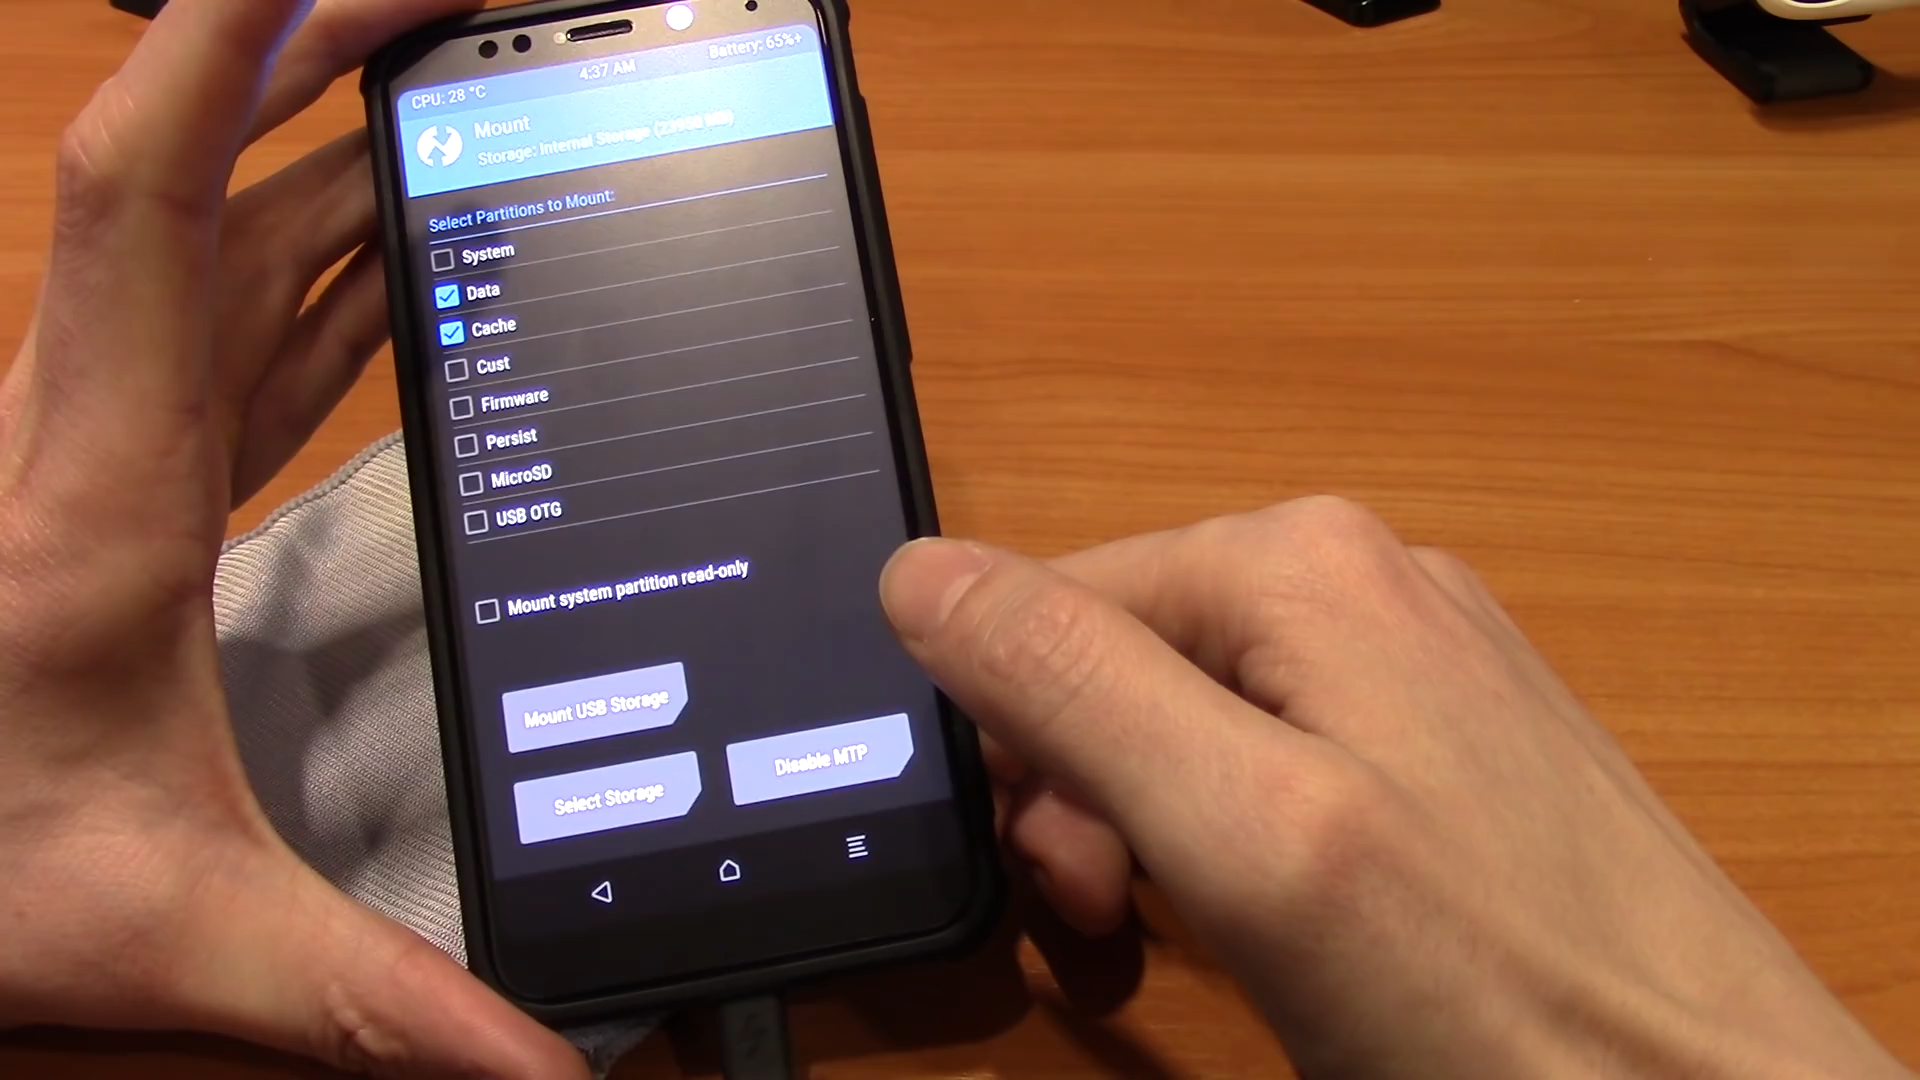 4:37 AM
Battery: 65%+
CPU: 28 °C
Mount
Storage: Internal Storage
Select Partitions to Mount:
System
Data
Cache
Cust
Firmware
Persist
MicroSD
USB OTG
Mount system partition read-only
Mount USB Storage
Select Storage
Disable MTP